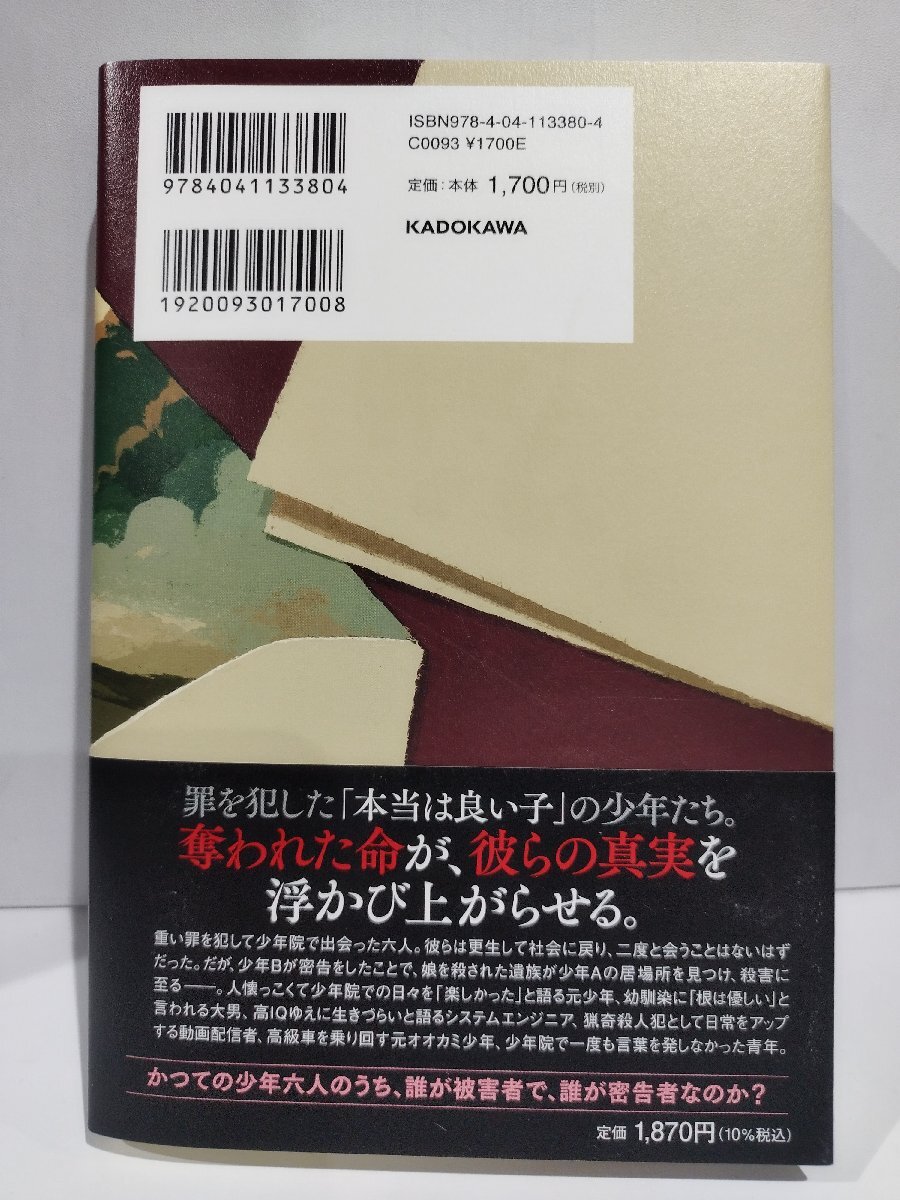 ISBN978-4-04-113380-4
C0093 ¥1700E
9784041133804
定価：本体 1,700円（税別）
KADOKAWA
1920093017008
罪を犯した「本当は良い子」の少年たち。
奪われた命が、彼らの真実を
浮かび上がらせる。
重い罪を犯して少年院で出会った六人。彼らは更生して社会に戻り、二度と会うことはないはず
だった。だが、少年Bが密告をしたことで、娘を殺された遺族が少年Aの居場所を見つけ、殺害に
至る――。人懐っこくて少年院での日々を「楽しかった」と語る元少年、幼馴染に「根は優しい」と
言われる大男、高IQゆえに生きづらいと語るシステムエンジニア、猟奇殺人犯として日常をアップ
する動画配信者、高級車を乗り回す元オオカミ少年、少年院で一度も言葉を発しなかった青年。
かつての少年六人のうち、誰が被害者で、誰が密告者なのか？
定価 1,870円（10%税込）